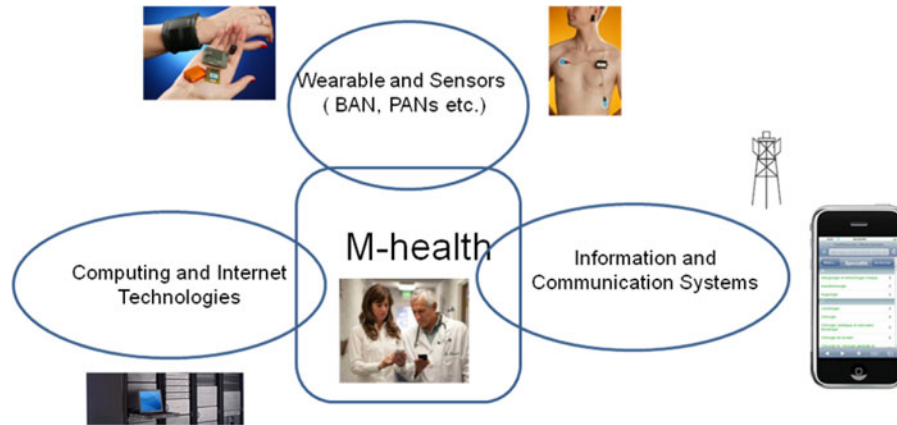 Wearable and Sensors
( BAN, PANs etc.)
M-health
Computing and Internet
Technologies
Information and
Communication Systems